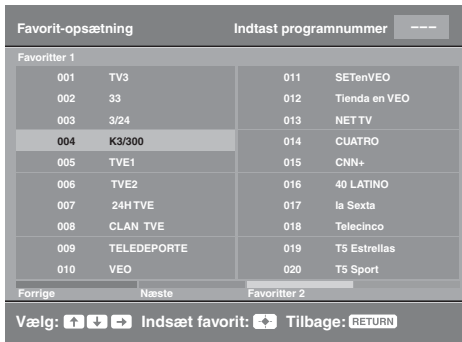 Favorit-opsætning Indtast programnummer ---
Favoritter 1
001 TV3 011 SETenVEO
002 33 012 Tienda en VEO
003 3/24 013 NET TV
004 K3/300 014 CUATRO
005 TVE1 015 CNN+
006 TVE2 016 40 LATINO
007 24H TVE 017 la Sexta
008 CLAN TVE 018 Telecinco
009 TELEDEPORTE 019 T5 Estrellas
010 VEO 020 T5 Sport
Forrige Næste Favoritter 2
Vælg: ↑ ↓ → Indsæt favorit: Tilbage: RETURN